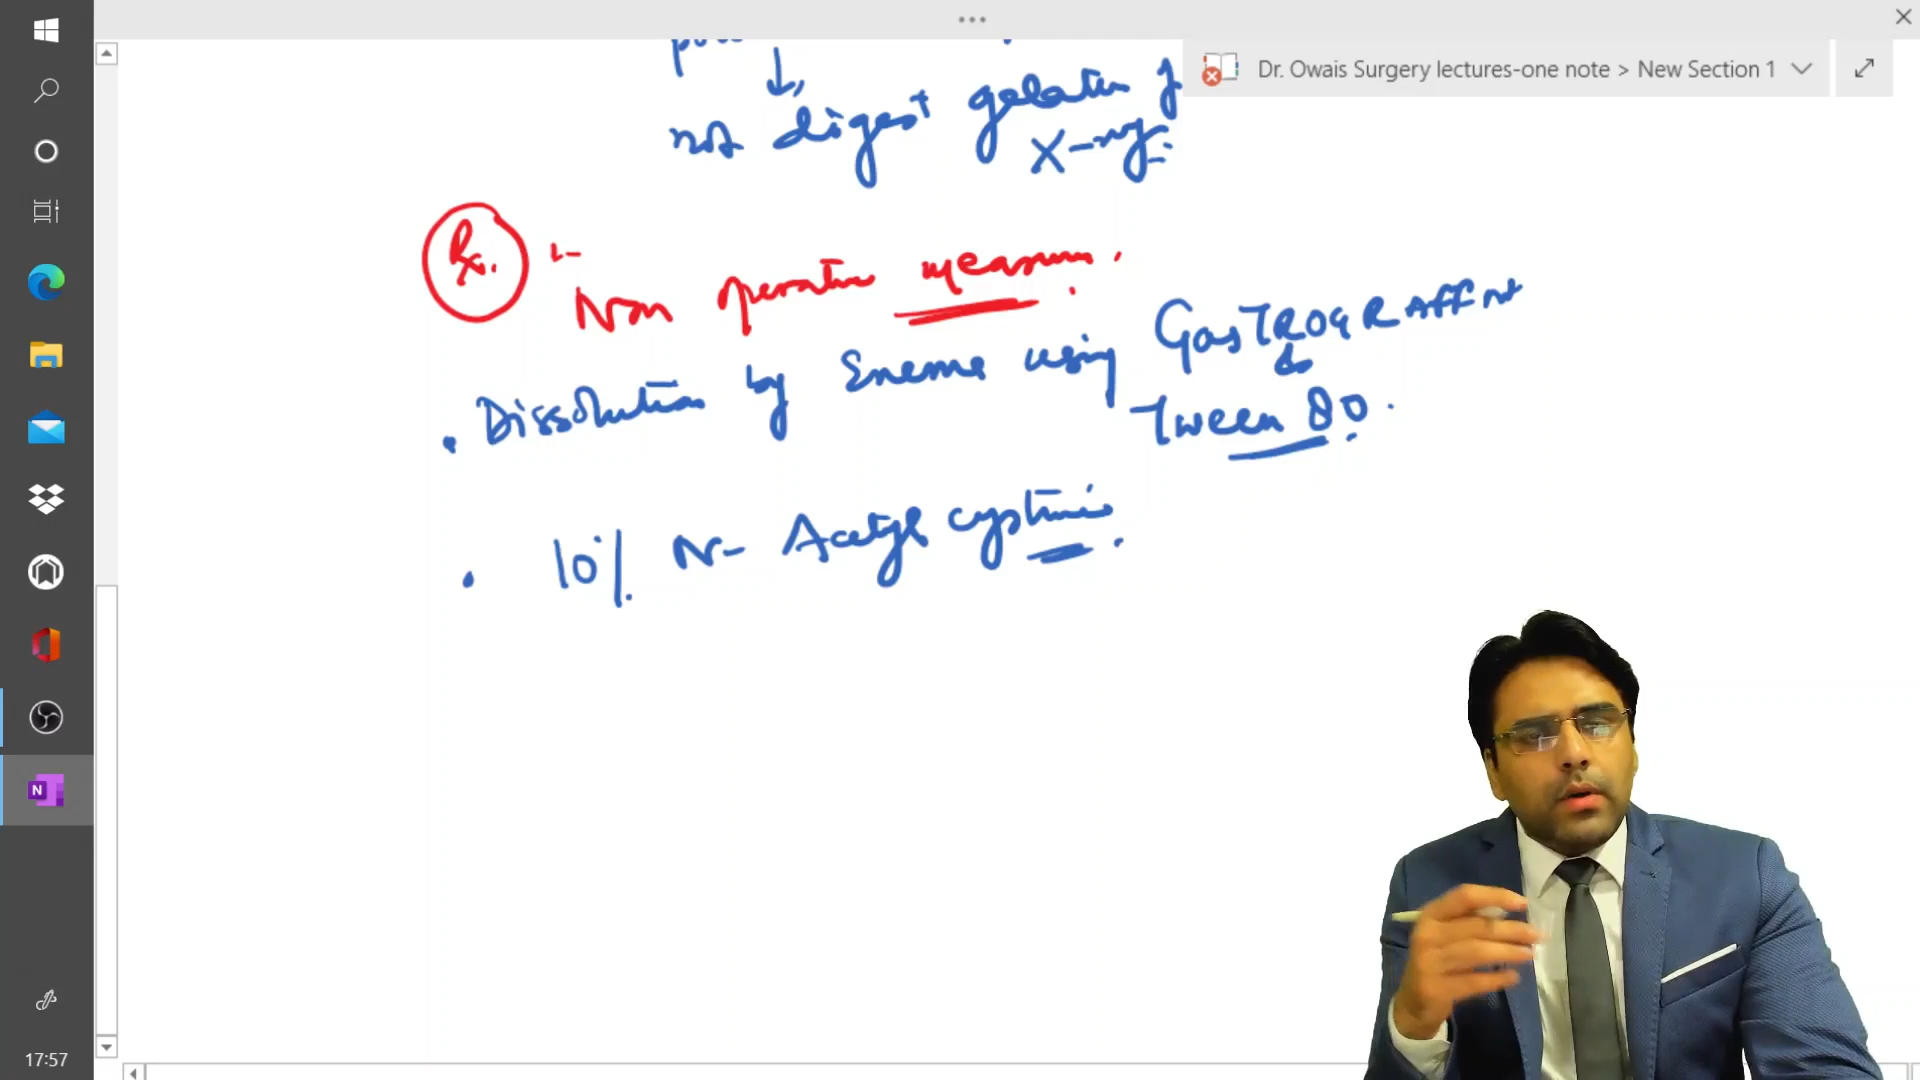 Dr. Owais Surgery lectures-one note > New Section 1
not digest gelatin
X-ray
Rx. :-
Non operative measures.
. Dissolution by Enema using GASTROGRAFFIN
&
Tween 80.
. 10% N- Acetyl cysteine.
N
17:57